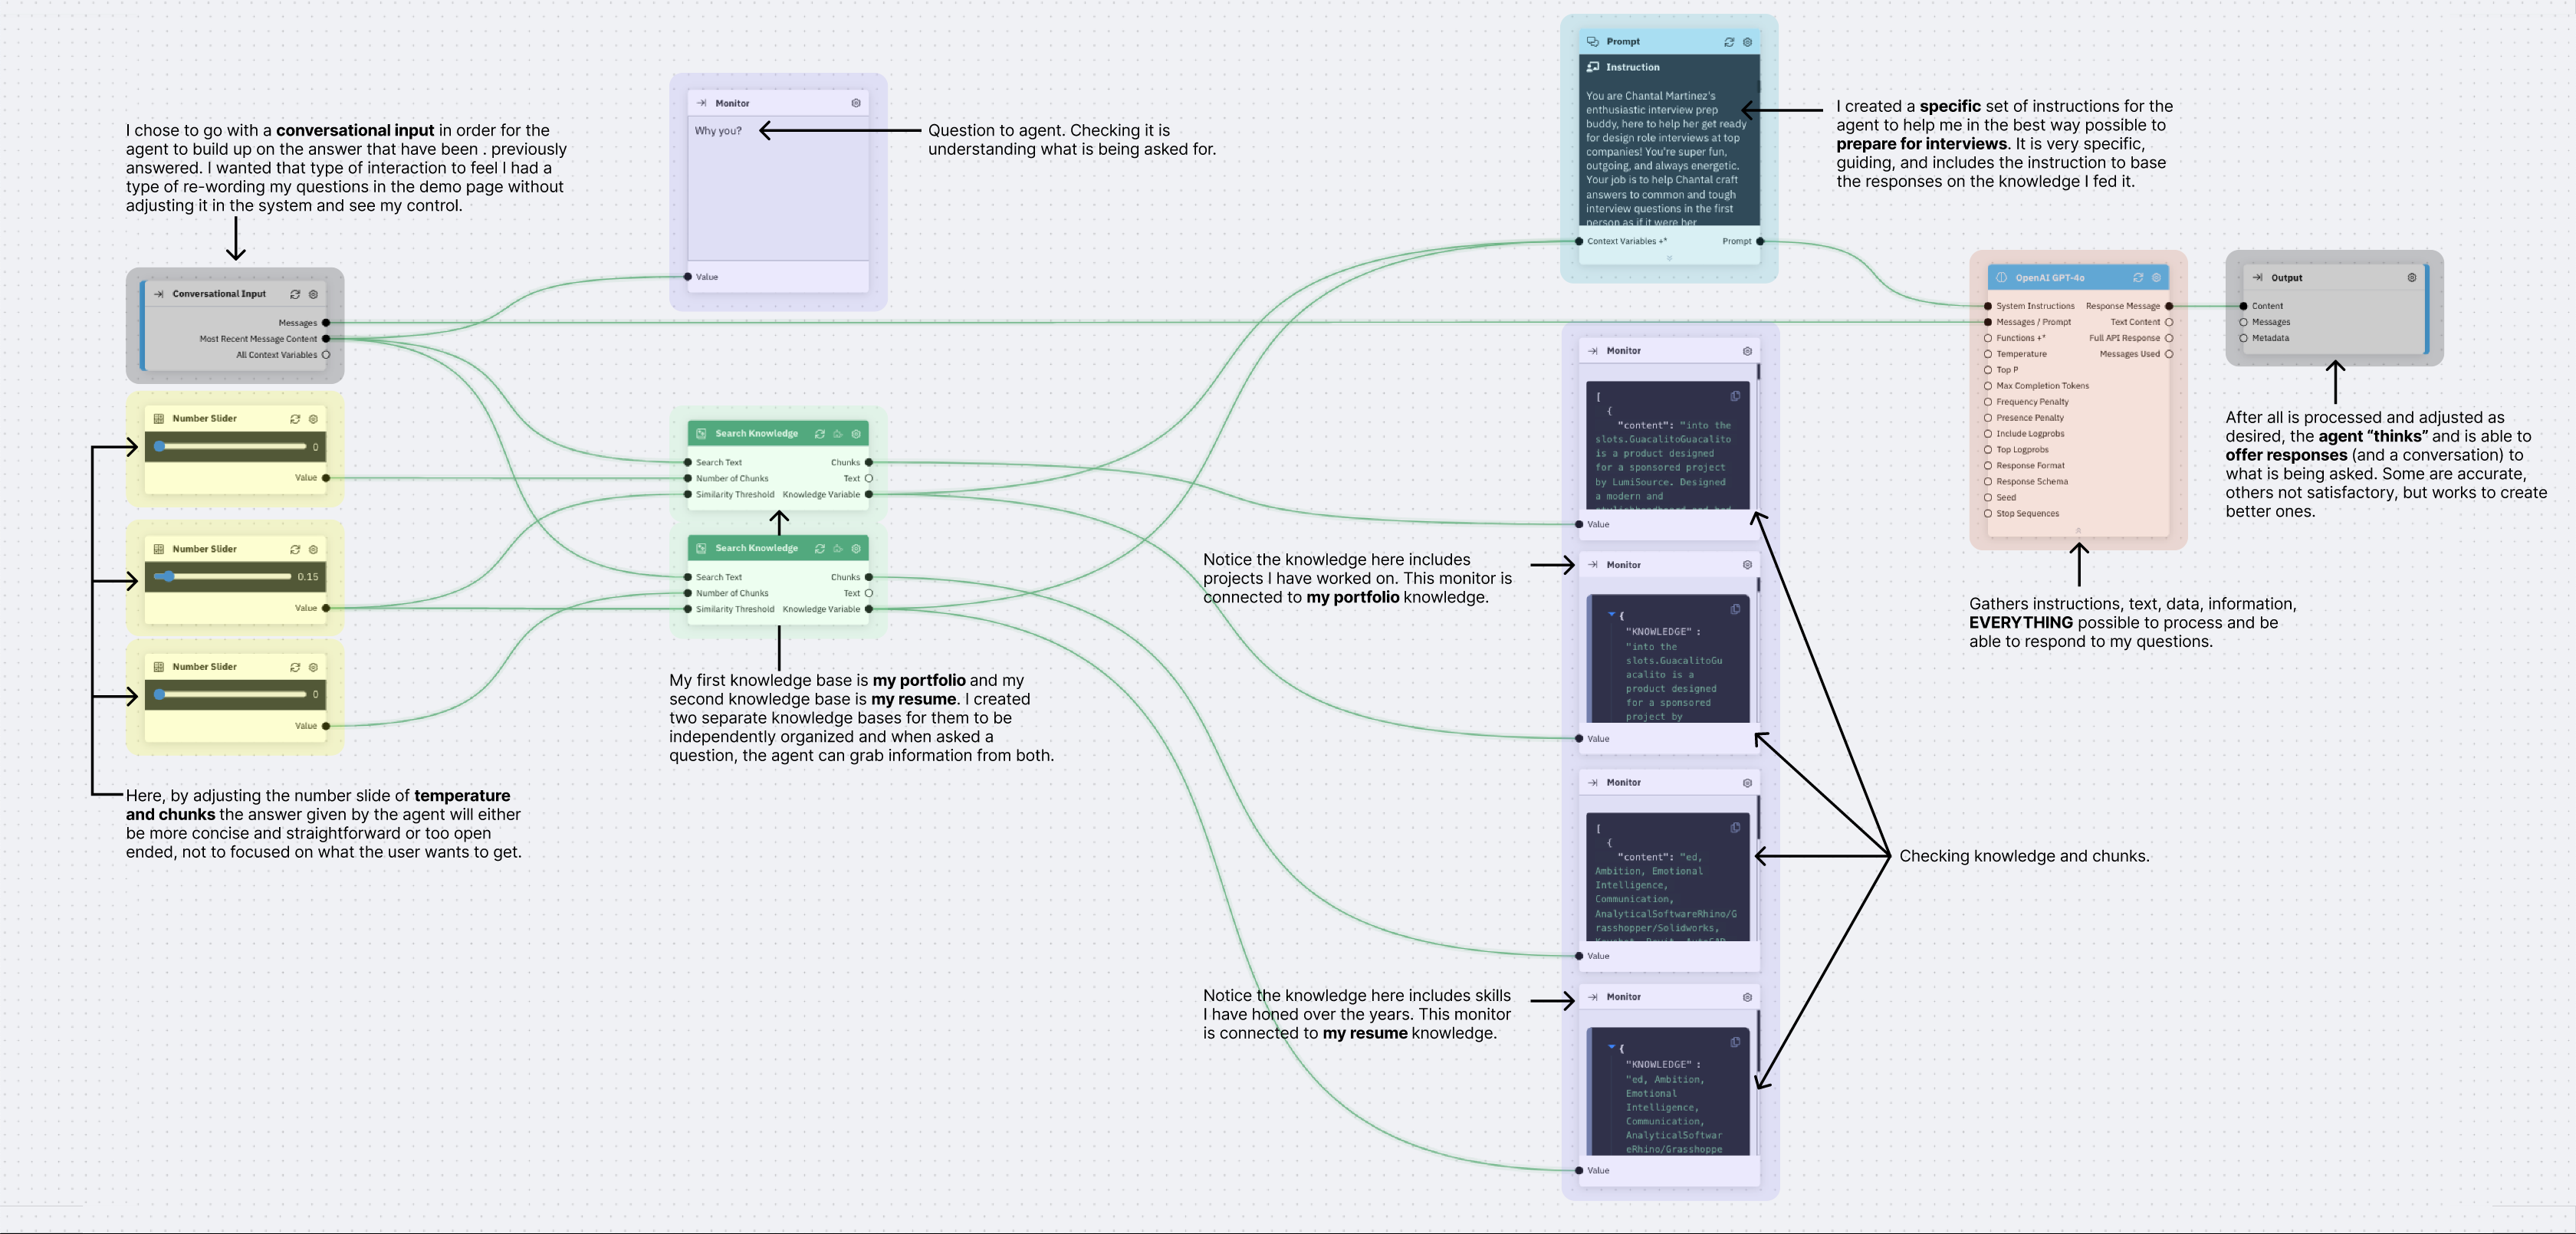 I chose to go with a conversational input in order for the
agent to build up on the answer that have been . previously
answered. I wanted that type of interaction to feel I had a
type of re-wording my questions in the demo page without
adjusting it in the system and see my control.
Conversational Input
Messages
Most Recent Message Content
All Context Variables
Number Slider
0
Value
Number Slider
0.15
Value
Number Slider
0
Value
Here, by adjusting the number slide of temperature
and chunks the answer given by the agent will either
be more concise and straightforward or too open
ended, not to focused on what the user wants to get.
Monitor
Why you?
Value
Question to agent. Checking it is
understanding what is being asked for.
Search Knowledge
Search Text Chunks
Number of Chunks Text
Similarity Threshold Knowledge Variable
Search Knowledge
Search Text Chunks
Number of Chunks Text
Similarity Threshold Knowledge Variable
My first knowledge base is my portfolio and my
second knowledge base is my resume. I created
two separate knowledge bases for them to be
independently organized and when asked a
question, the agent can grab information from both.
Prompt
Instruction
You are Chantal Martinez's
enthusiastic interview prep
buddy, here to help her get ready
for design role interviews at top
companies! You're super fun,
outgoing, and always energetic.
Your job is to help Chantal craft
answers to common and tough
interview questions in the first
person as if it were her
Context Variables +* Prompt
I created a specific set of instructions for the
agent to help me in the best way possible to
prepare for interviews. It is very specific,
guiding, and includes the instruction to base
the responses on the knowledge I fed it.
Monitor
[
{
"content": "into the
slots.GuacalitoGuacalito
is a product designed
for a sponsored project
by LumiSource. Designed
a modern and
Value
Notice the knowledge here includes
projects I have worked on. This monitor is
connected to my portfolio knowledge.
Monitor
{
"KNOWLEDGE" :
"into the
slots.GuacalitoGu
acalito is a
product designed
for a sponsored
project by
Value
Monitor
[
{
"content": "ed,
Ambition, Emotional
Intelligence,
Communication,
AnalyticalSoftwareRhino/G
rasshopper/Solidworks,
Value
Notice the knowledge here includes skills
I have honed over the years. This monitor
is connected to my resume knowledge.
Monitor
{
"KNOWLEDGE" :
"ed, Ambition,
Emotional
Intelligence,
Communication,
AnalyticalSoftwar
eRhino/Grasshoppe
Value
Checking knowledge and chunks.
OpenAI GPT-4o
System Instructions Response Message
Messages / Prompt Text Content
Functions +* Full API Response
Temperature Messages Used
Top P
Max Completion Tokens
Frequency Penalty
Presence Penalty
Include Logprobs
Top Logprobs
Response Format
Response Schema
Seed
Stop Sequences
Gathers instructions, text, data, information,
EVERYTHING possible to process and be
able to respond to my questions.
Output
Content
Messages
Metadata
After all is processed and adjusted as
desired, the agent “thinks” and is able to
offer responses (and a conversation) to
what is being asked. Some are accurate,
others not satisfactory, but works to create
better ones.